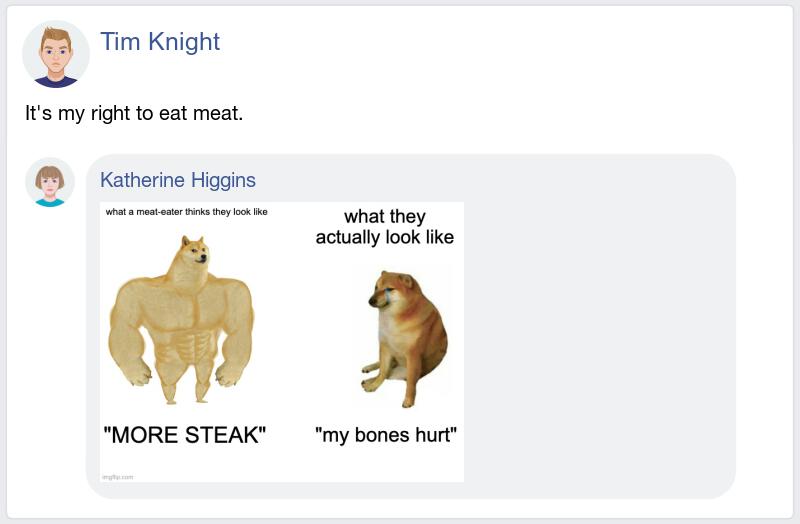 Tim Knight
It's my right to eat meat.
Katherine Higgins
what a meat-eater thinks they look like
what they
actually look like
"MORE STEAK"
"my bones hurt"
imgflip.com